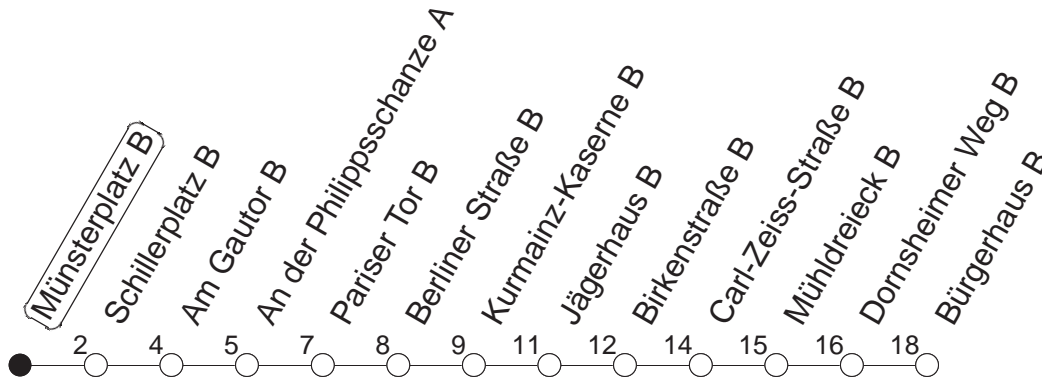 Münsterplatz B
Schillerplatz B
Am Gautor B
An der Philippsschanze A
Pariser Tor B
Berliner Straße B
Kurmainz-Kaserne B
Jägerhaus B
Birkenstraße B
Carl-Zeiss-Straße B
Mühldreieck B
Dornsheimer Weg B
Bürgerhaus B
2 4 5 7 8 9 11 12 14 15 16 18